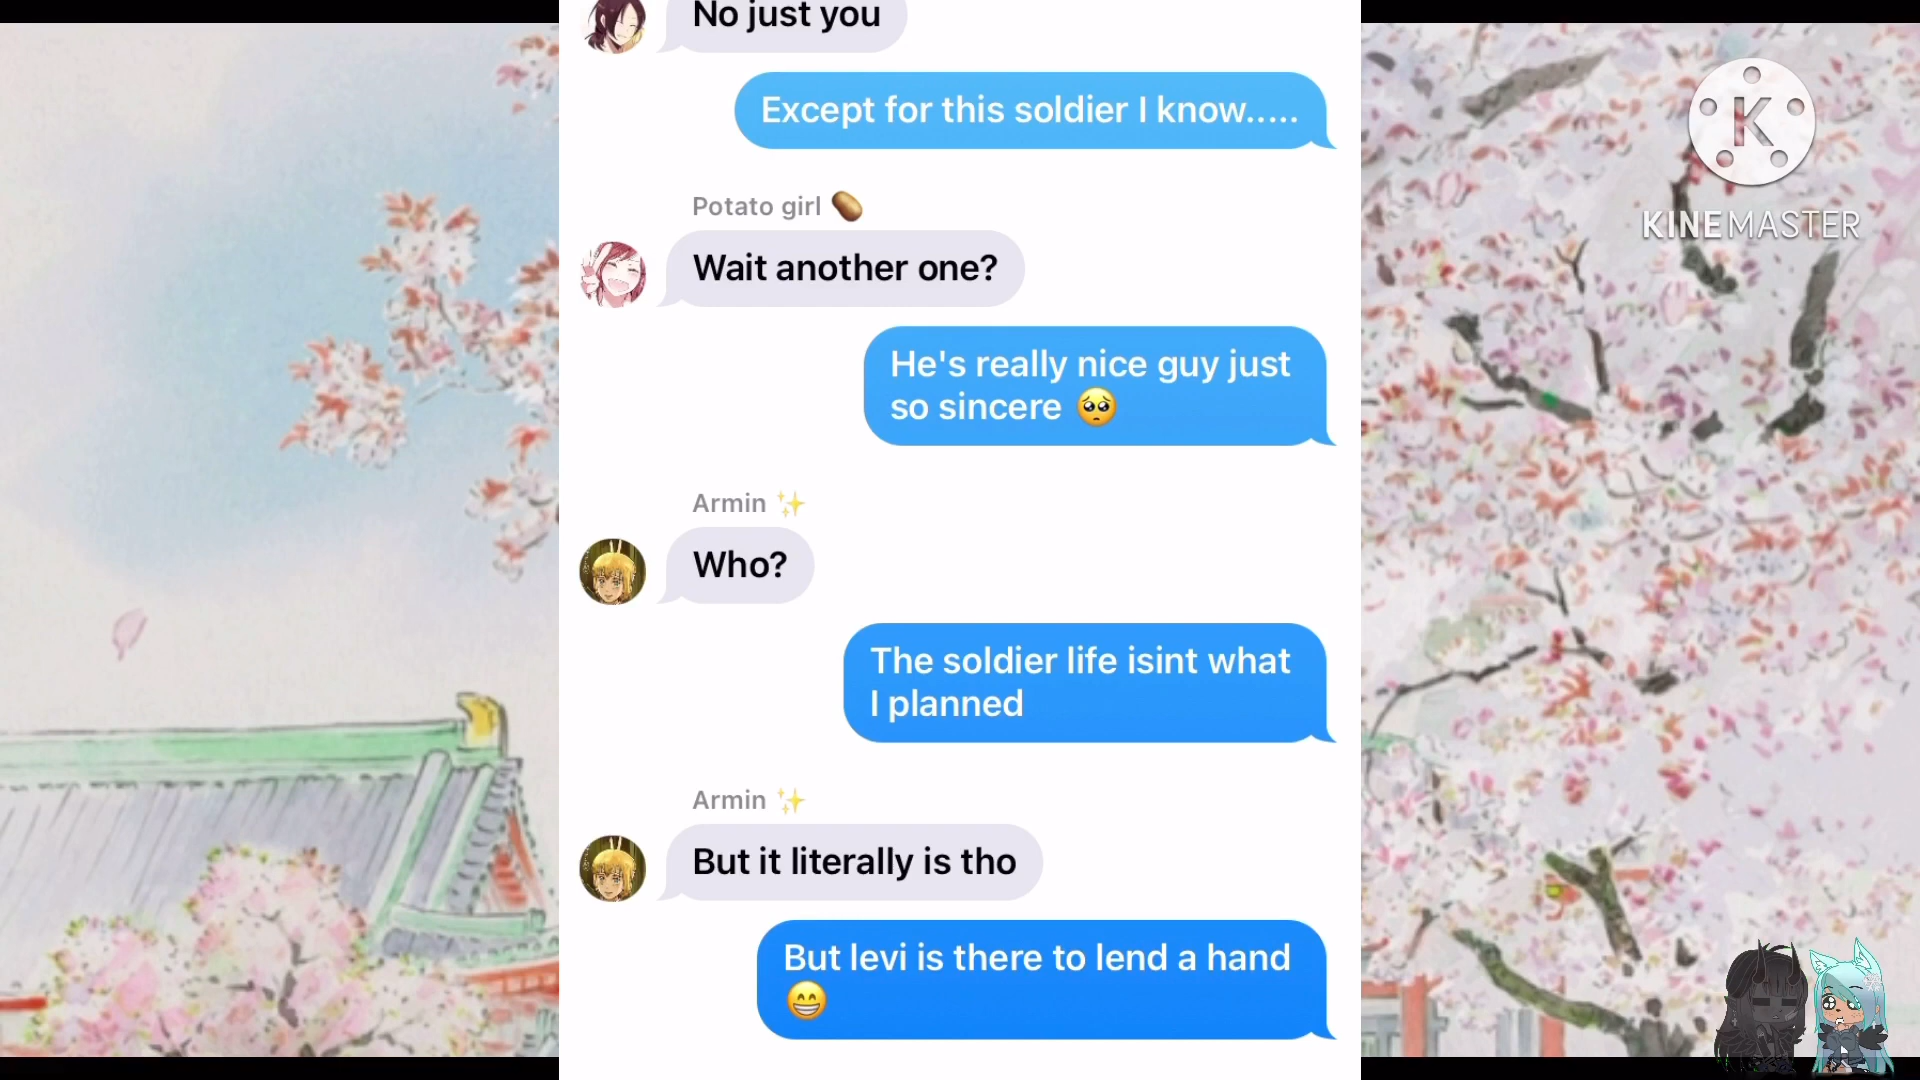 No just you
Except for this soldier I know.....
Potato girl 🥔
Wait another one?
He's really nice guy just
so sincere 🥺
Armin ✨
Who?
The soldier life isint what
I planned
Armin ✨
But it literally is tho
But levi is there to lend a hand
😁
K
KINEMASTER